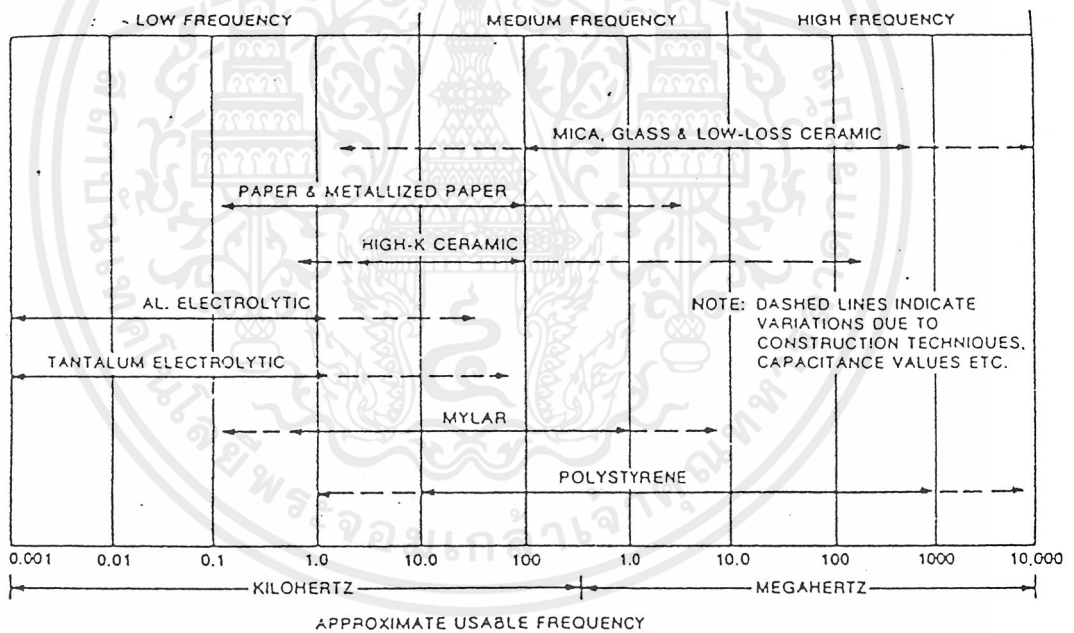 LOW FREQUENCY MEDIUM FREQUENCY HIGH FREQUENCY
MICA, GLASS & LOW-LOSS CERAMIC
PAPER & METALLIZED PAPER
HIGH-K CERAMIC
AL. ELECTROLYTIC
NOTE: DASHED LINES INDICATE
VARIATIONS DUE TO
CONSTRUCTION TECHNIQUES,
CAPACITANCE VALUES ETC.
TANTALUM ELECTROLYTIC
MYLAR
POLYSTYRENE
0.001 0.01 0.1 1.0 10.0 100 1.0 10.0 100 1000 10.000
KILOHERTZ MEGAHERTZ
APPROXIMATE USABLE FREQUENCY